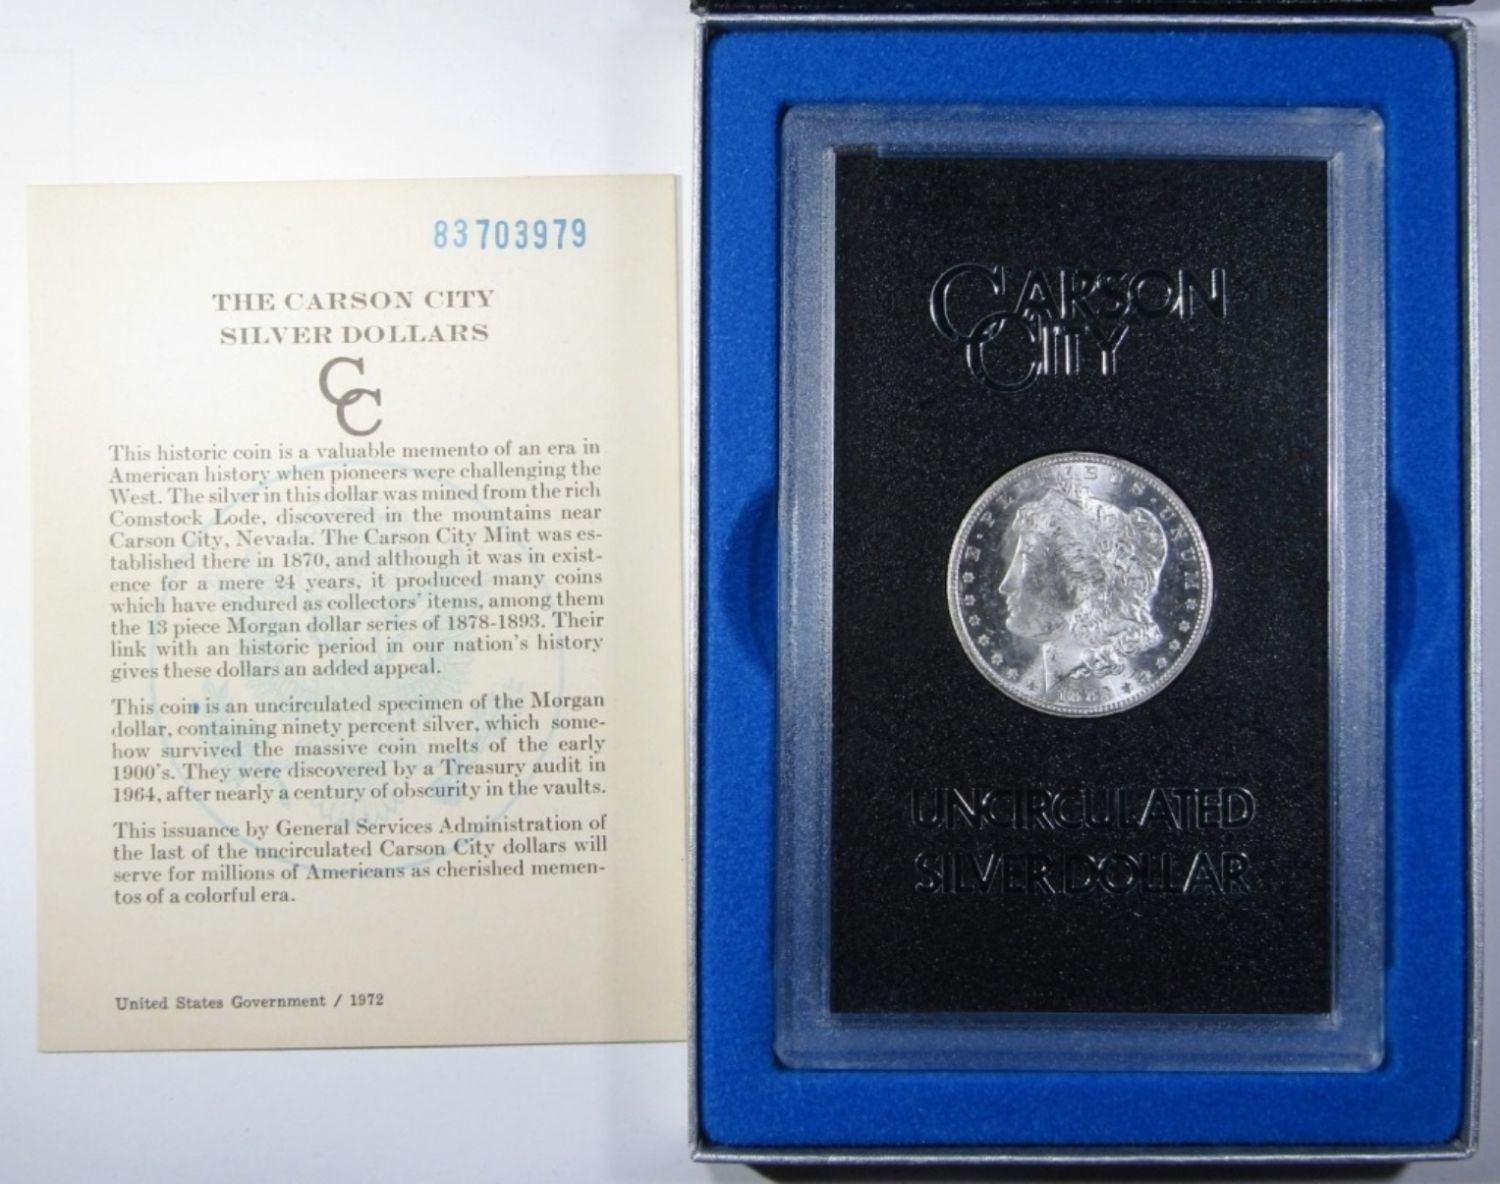 83703979
THE CARSON CITY
SILVER DOLLARS
CC
This historic coin is a valuable memento of an era in
American history when pioneers were challenging the
West. The silver in this dollar was mined from the rich
Comstock Lode, discovered in the mountains near
Carson City, Nevada. The Carson City Mint was es-
tablished there in 1870, and although it was in exist-
ence for a mere 24 years, it produced many coins
which have endured as collectors' items, among them
the 13 piece Morgan dollar series of 1878-1893. Their
link with an historic period in our nation's history
gives these dollars an added appeal.
This coin is an uncirculated specimen of the Morgan
dollar, containing ninety percent silver, which some-
how survived the massive coin melts of the early
1900's. They were discovered by a Treasury audit in
1964, after nearly a century of obscurity in the vaults.
This issuance by General Services Administration of
the last of the uncirculated Carson City dollars will
serve for millions of Americans as cherished memen-
tos of a colorful era.
United States Government / 1972
CARSON
CITY
E·PLURIBUS·UNUM
UNCIRCULATED
SILVER DOLLAR